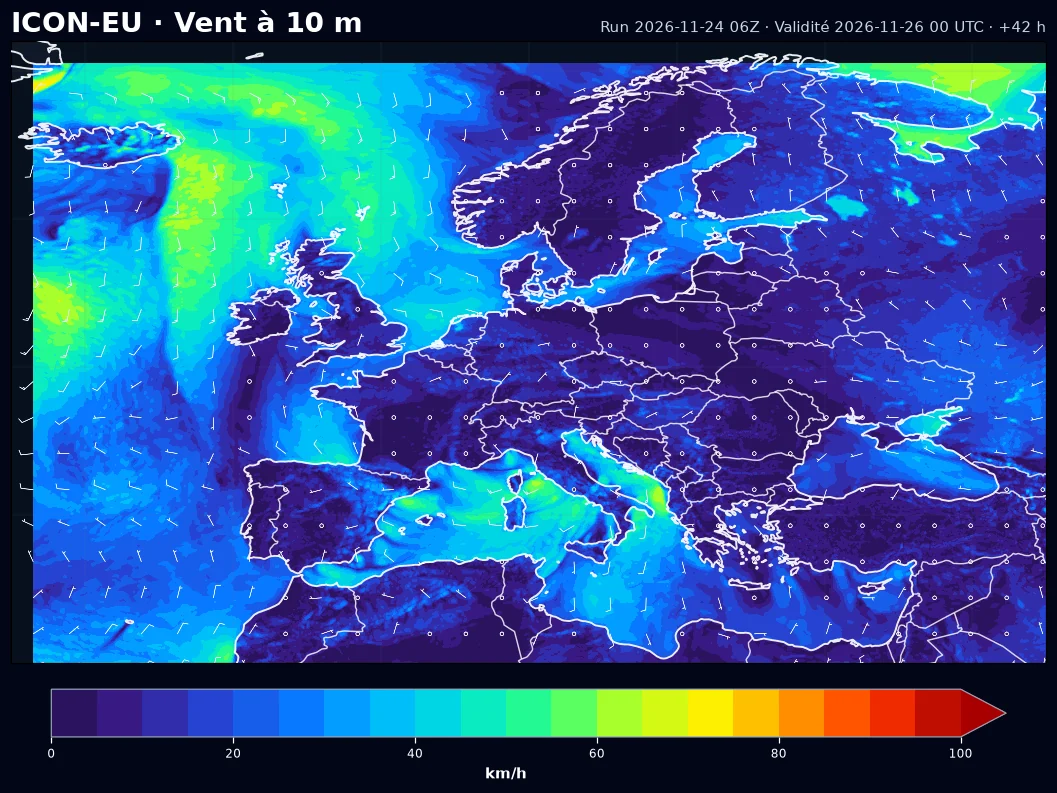 ICON-EU · Vent à 10 m
Run 2026-11-24 06Z · Validité 2026-11-26 00 UTC · +42 h
0 20 40 60 80 100
km/h